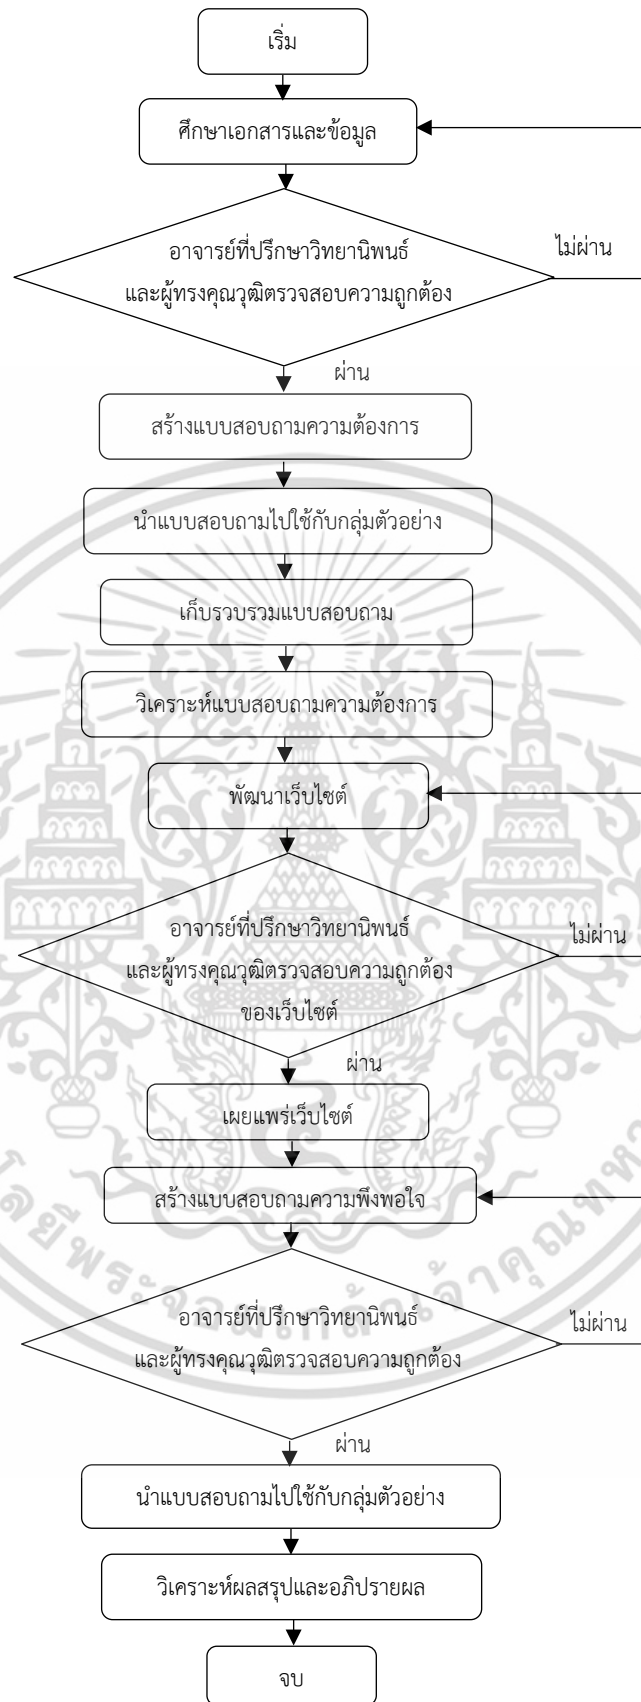 เริ่ม
ศึกษาเอกสารและข้อมูล
อาจารย์ที่ปรึกษาวิทยานิพนธ์
และผู้ทรงคุณวุฒิตรวจสอบความถูกต้อง
ไม่ผ่าน
ผ่าน
สร้างแบบสอบถามความต้องการ
นำแบบสอบถามไปใช้กับกลุ่มตัวอย่าง
เก็บรวบรวมแบบสอบถาม
วิเคราะห์แบบสอบถามความต้องการ
พัฒนาเว็บไซต์
อาจารย์ที่ปรึกษาวิทยานิพนธ์
และผู้ทรงคุณวุฒิตรวจสอบความถูกต้อง
ของเว็บไซต์
ไม่ผ่าน
ผ่าน
เผยแพร่เว็บไซต์
สร้างแบบสอบถามความพึงพอใจ
อาจารย์ที่ปรึกษาวิทยานิพนธ์
และผู้ทรงคุณวุฒิตรวจสอบความถูกต้อง
ไม่ผ่าน
ผ่าน
นำแบบสอบถามไปใช้กับกลุ่มตัวอย่าง
วิเคราะห์ผลสรุปและอภิปรายผล
จบ